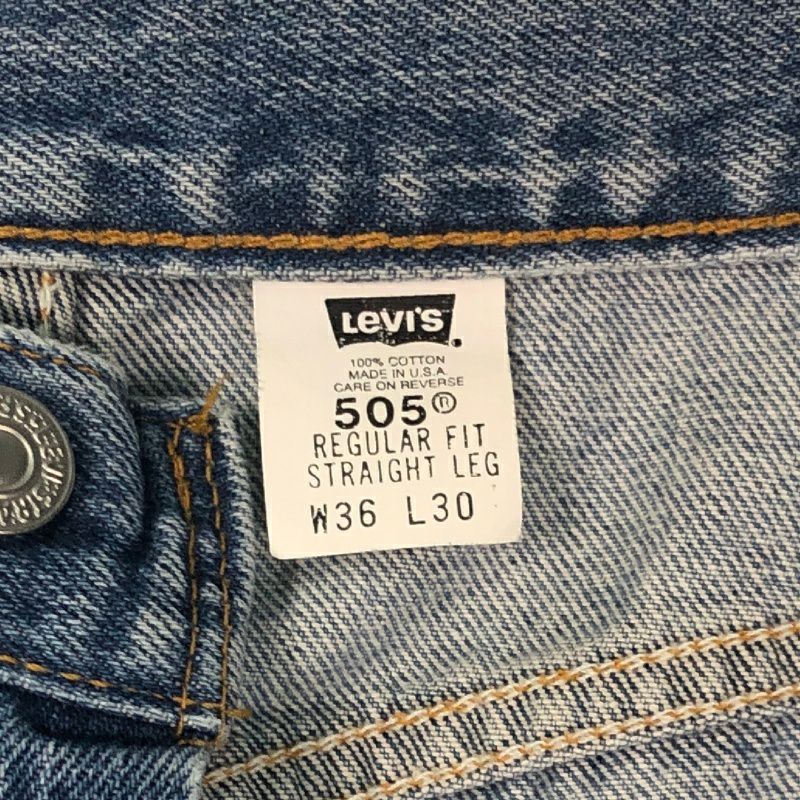 LEVI'S
100% COTTON
MADE IN U.S.A.
CARE ON REVERSE
505®
REGULAR FIT
STRAIGHT LEG
W36 L30